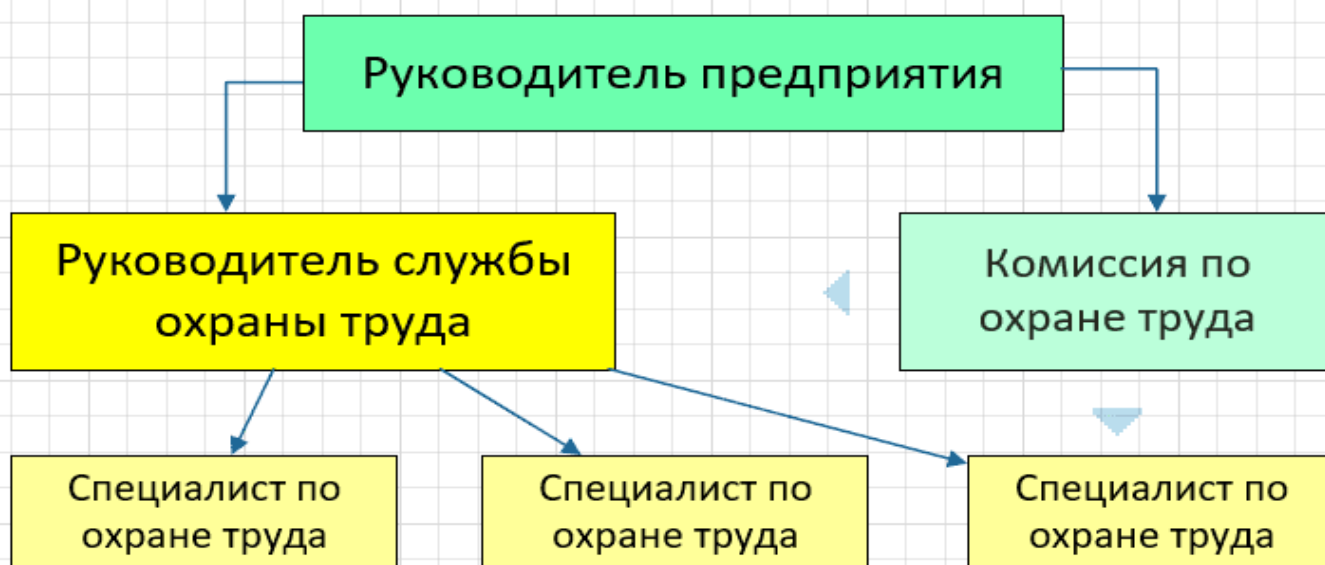 Руководитель предприятия
Руководитель службы
охраны труда
Комиссия по
охране труда
Специалист по
охране труда
Специалист по
охране труда
Специалист по
охране труда